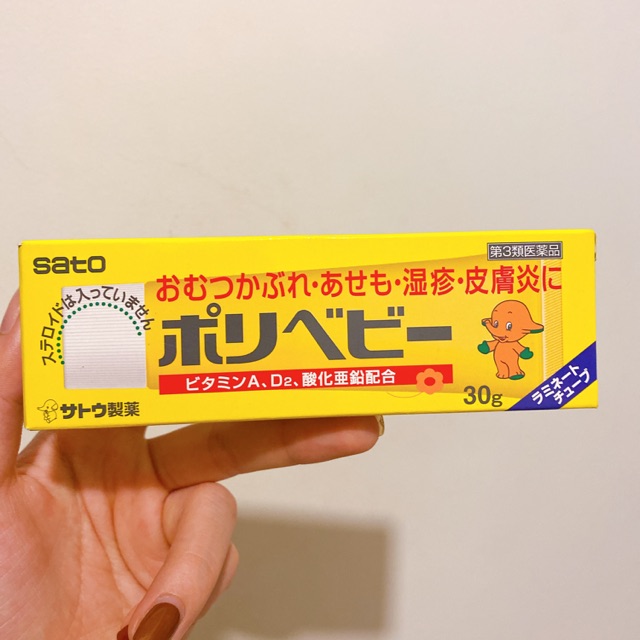 sato
第3類医薬品
ステロイドは入っていません
おむつかぶれ・あせも・湿疹・皮膚炎に
ポリベビー
ビタミンA、D2、酸化亜鉛配合
サトウ製薬
30g
ラミネート
チューブ